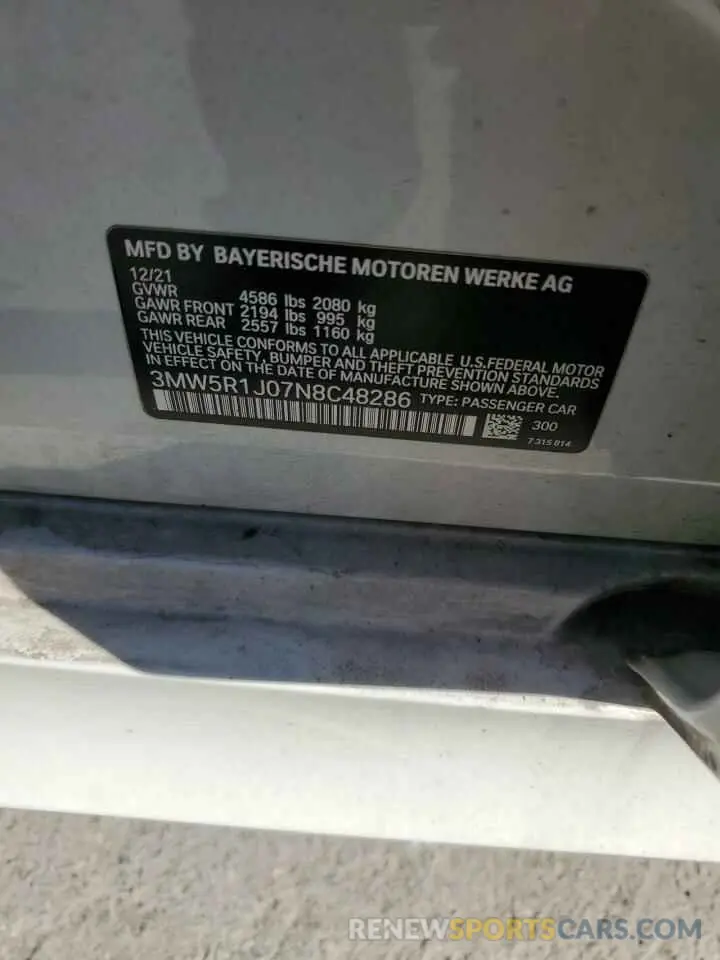 MFD BY BAYERISCHE MOTOREN WERKE AG
12/21
GVWR 4586 lbs 2080 kg
GAWR FRONT 2194 lbs 995 kg
GAWR REAR 2557 lbs 1160 kg
THIS VEHICLE CONFORMS TO ALL APPLICABLE U.S.FEDERAL MOTOR
VEHICLE SAFETY, BUMPER AND THEFT PREVENTION STANDARDS
IN EFFECT ON THE DATE OF MANUFACTURE SHOWN ABOVE.
3MW5R1J07N8C48286 TYPE: PASSENGER CAR
300
7 315 014
RENEWSPORTSCARS.COM